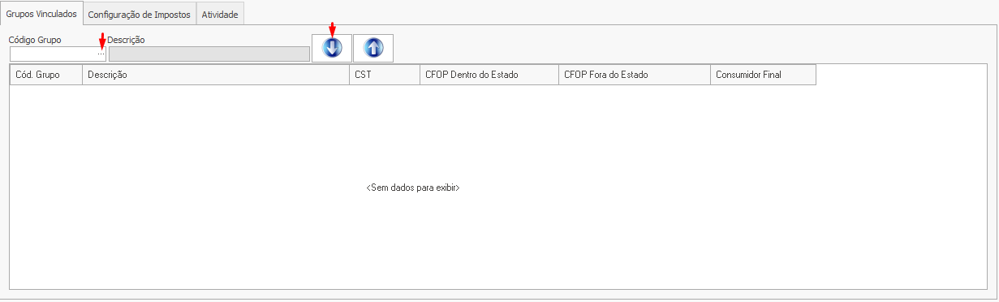 Grupos Vinculados Configuração de Impostos Atividade
Código Grupo Descrição
...
Cód. Grupo Descrição CST CFOP Dentro do Estado CFOP Fora do Estado Consumidor Final
<Sem dados para exibir>